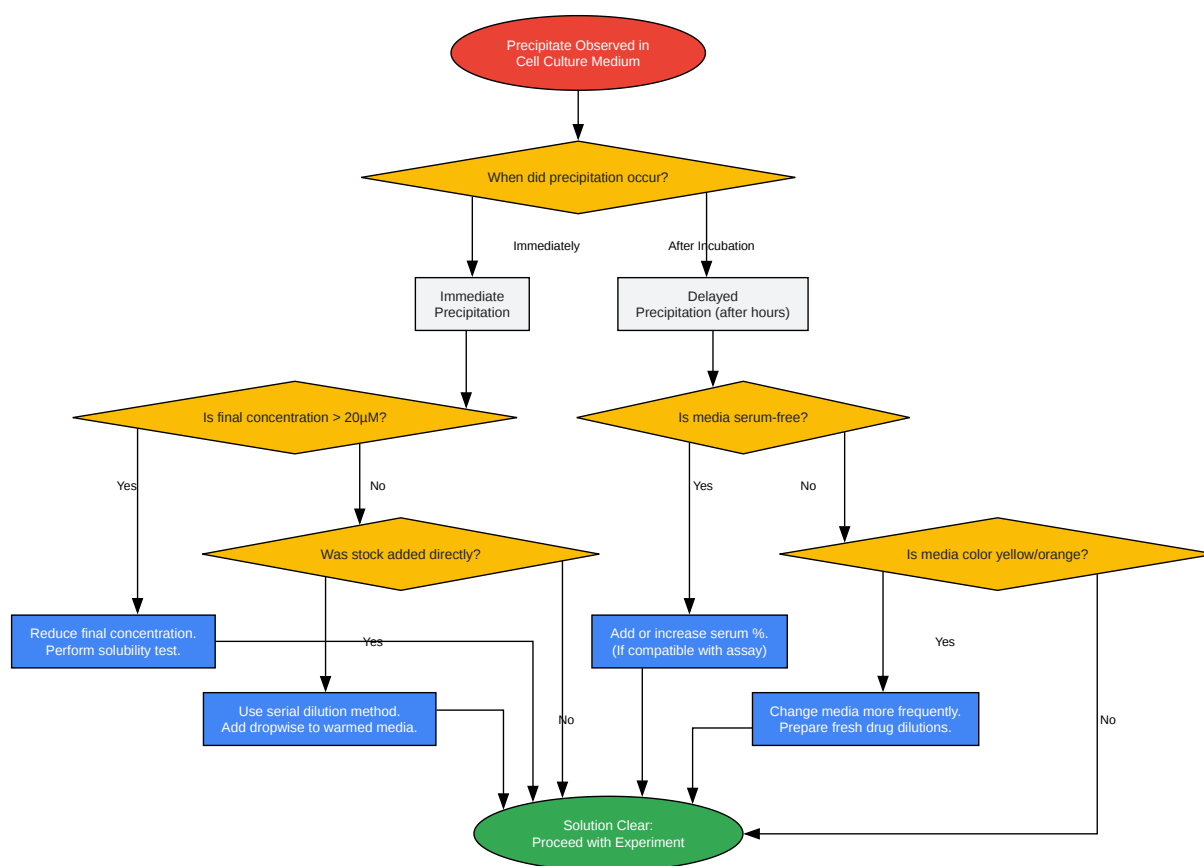 Precipitate Observed in
Cell Culture Medium
When did precipitation occur?
Immediately
After Incubation
Immediate
Precipitation
Delayed
Precipitation (after hours)
Is final concentration > 20µM?
Is media serum-free?
Yes
No
Yes
No
Was stock added directly?
Is media color yellow/orange?
Reduce final concentration.
Perform solubility test.
Yes
Add or increase serum %.
(If compatible with assay)
Yes
Use serial dilution method.
Add dropwise to warmed media.
No
Change media more frequently.
Prepare fresh drug dilutions.
No
Solution Clear:
Proceed with Experiment